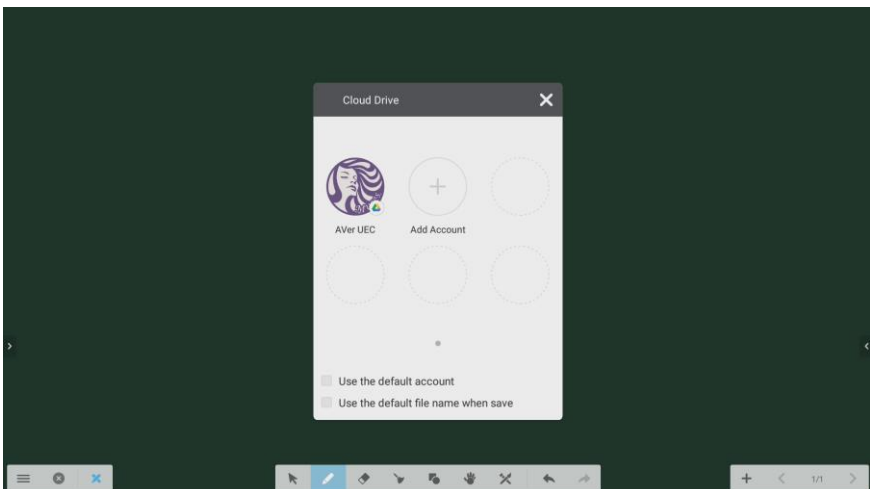 Cloud Drive
AVer UEC
Add Account
Use the default account
Use the default file name when save
1/1